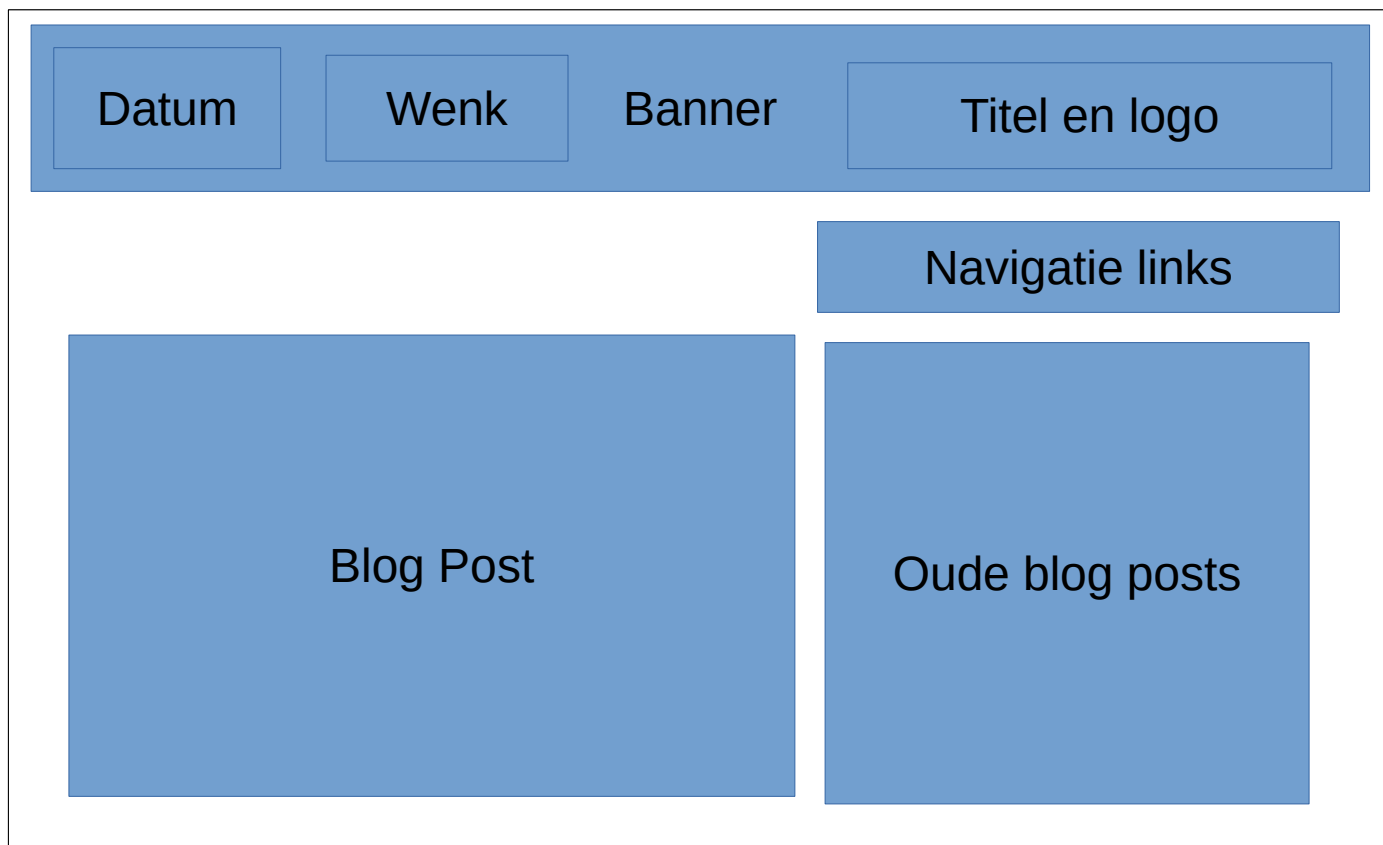 Datum
Wenk
Banner
Titel en logo
Navigatie links
Blog Post
Oude blog posts